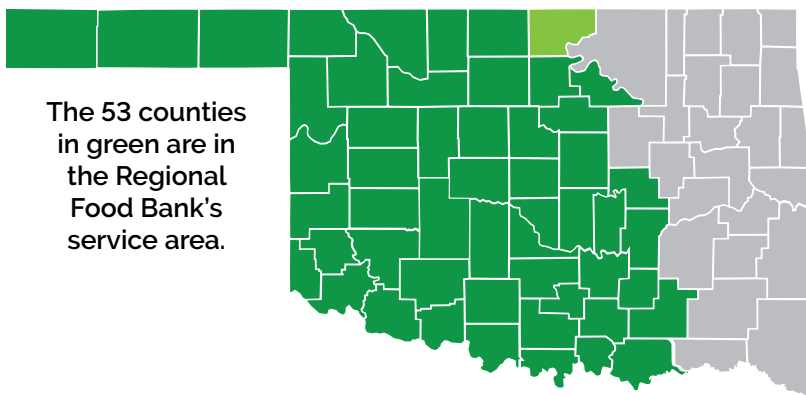 The 53 counties
in green are in
the Regional
Food Bank's
service area.